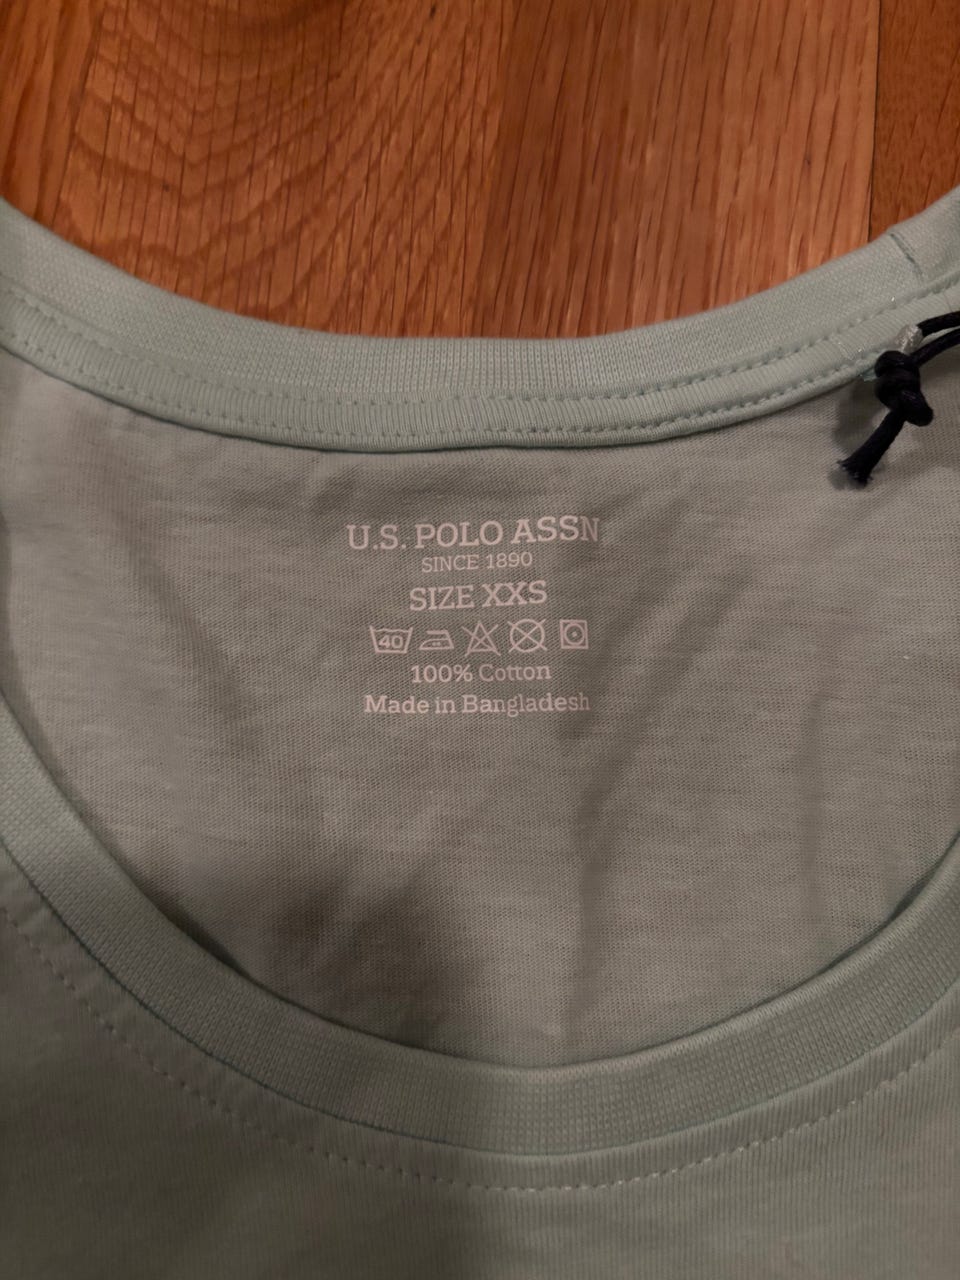 U.S. POLO ASSN
SINCE 1890
SIZE XXS
40
100% Cotton
Made in Bangladesh